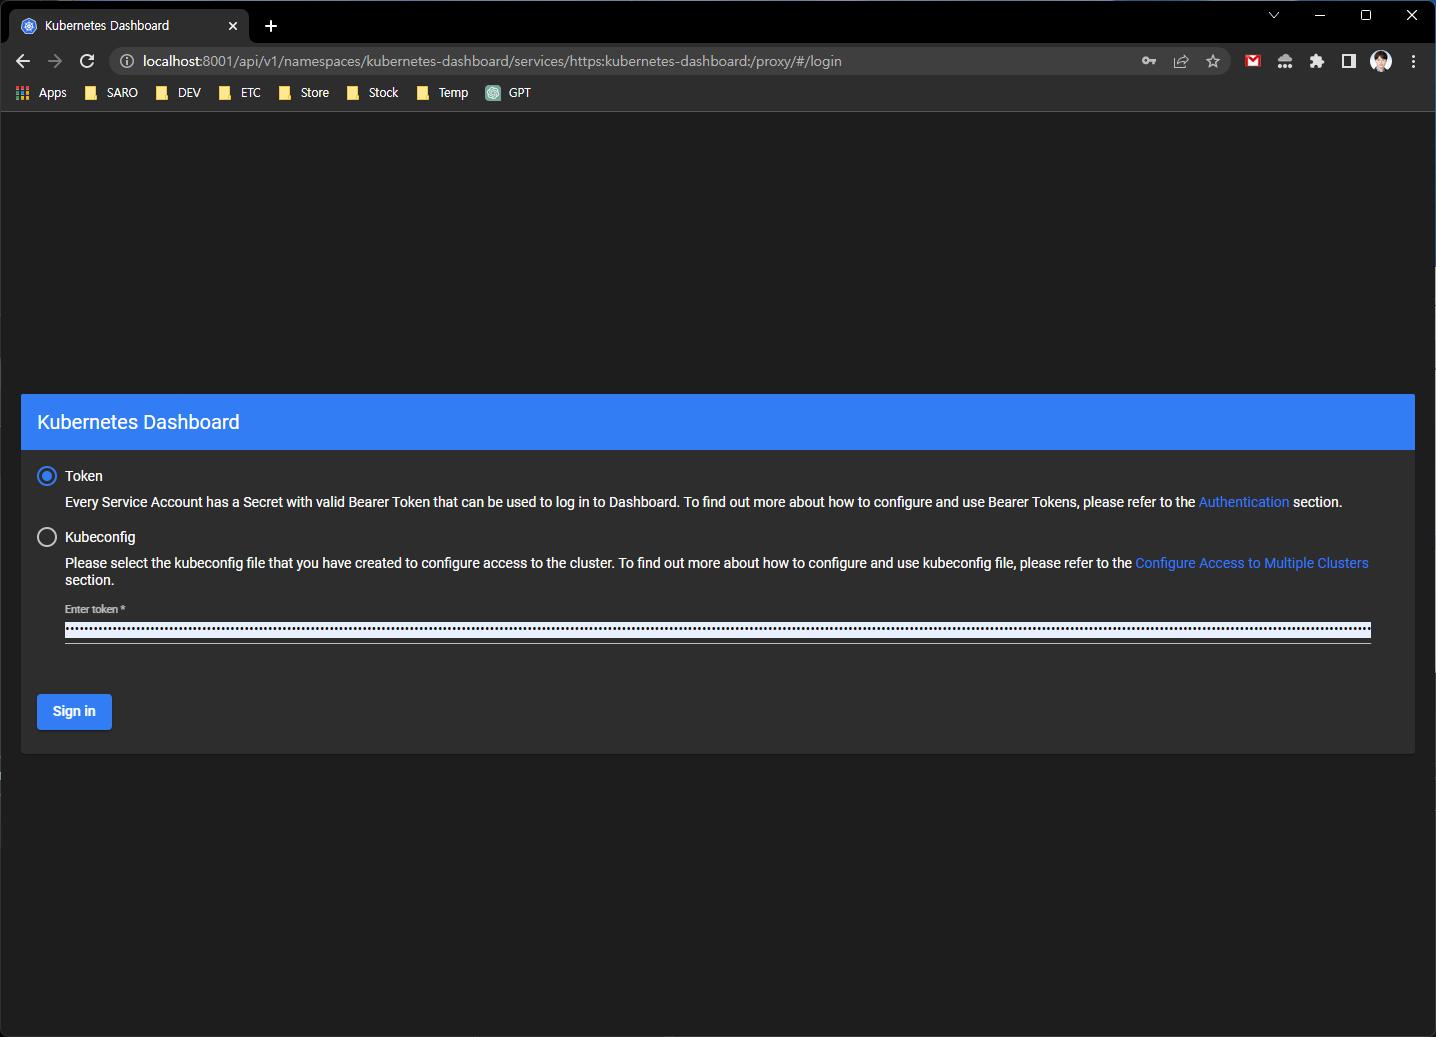 Kubernetes Dashboard
localhost:8001/api/v1/namespaces/kubernetes-dashboard/services/https:kubernetes-dashboard:/proxy/#/login
Apps SARO DEV ETC Store Stock Temp GPT
Kubernetes Dashboard
Token
Every Service Account has a Secret with valid Bearer Token that can be used to log in to Dashboard. To find out more about how to configure and use Bearer Tokens, please refer to the Authentication section.
Kubeconfig
Please select the kubeconfig file that you have created to configure access to the cluster. To find out more about how to configure and use kubeconfig file, please refer to the Configure Access to Multiple Clusters
section.
Enter token *
Sign in